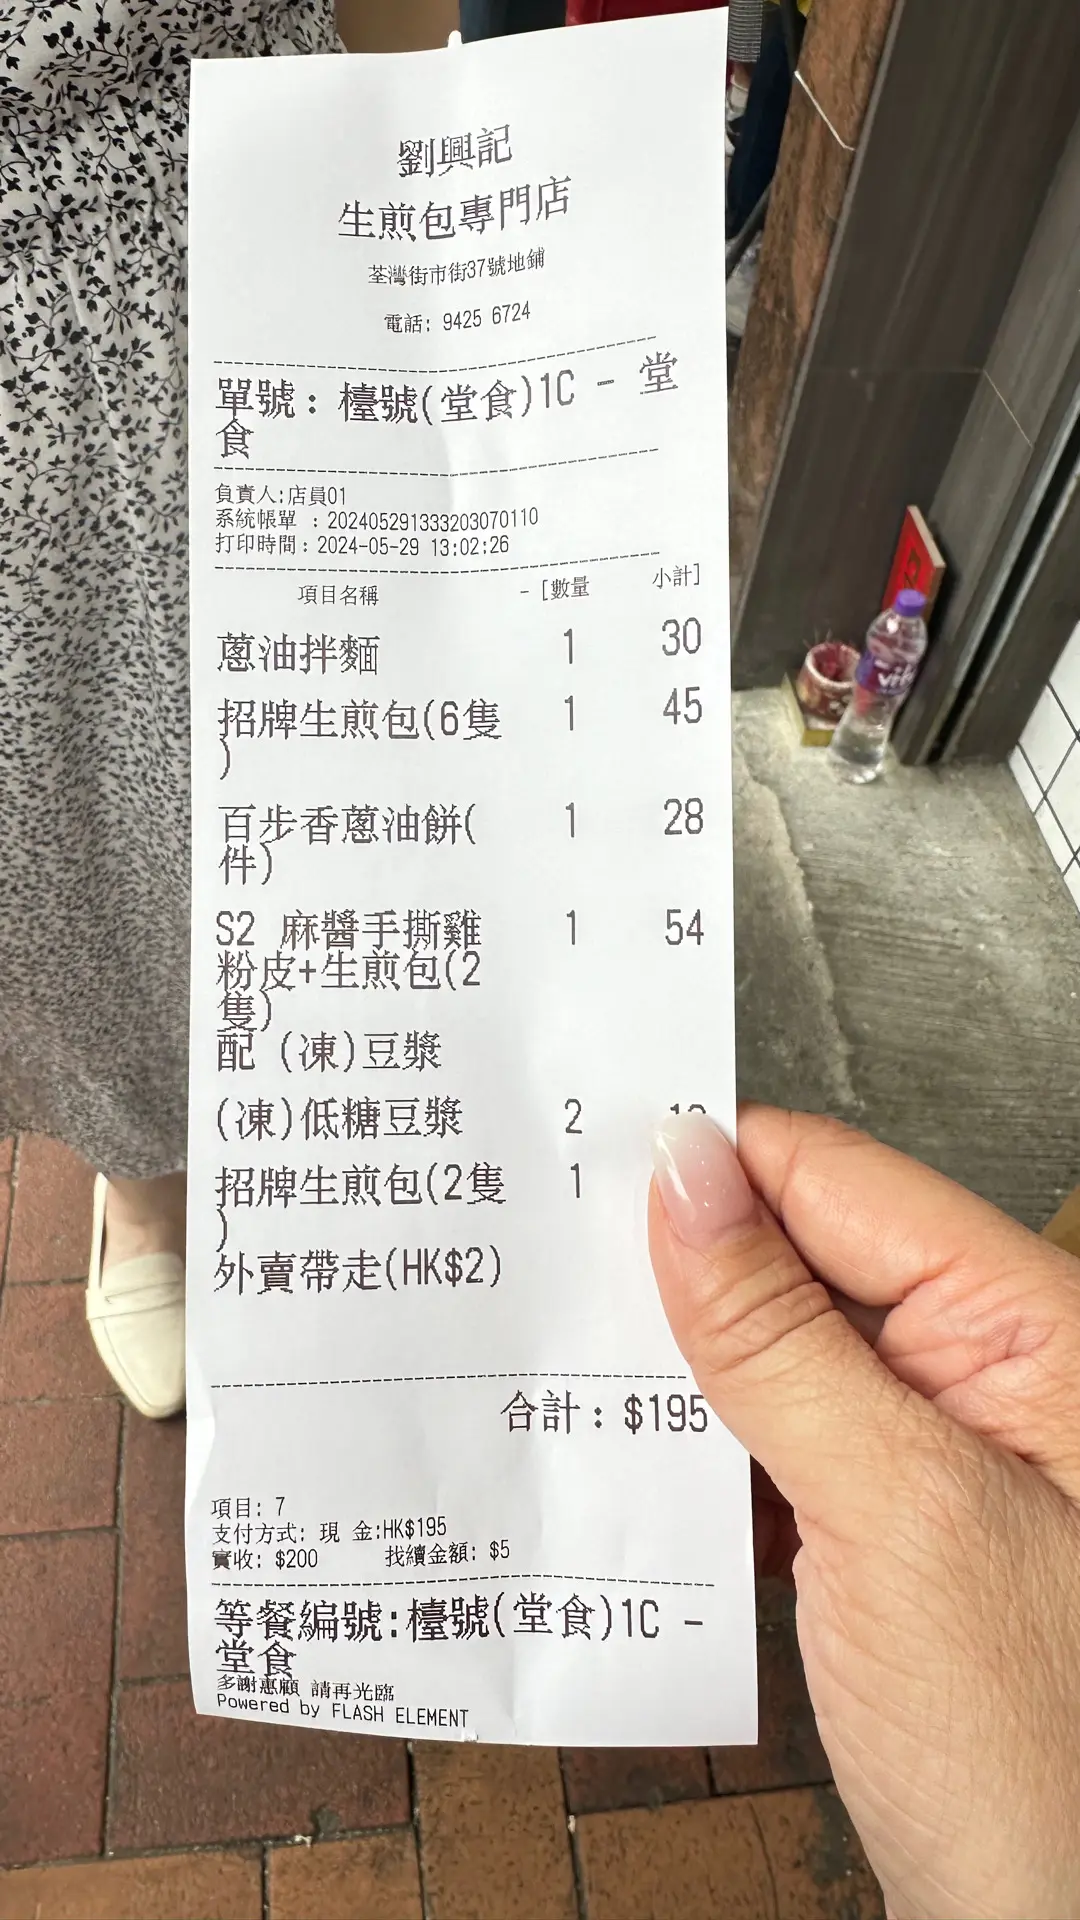 劉興記
生煎包專門店
荃灣街市街37號地鋪
電話: 9425 6724
單號：檯號(堂食)1C - 堂
食
負責人:店員01
系統帳單 : 202405291333203070110
打印時間: 2024-05-29 13:02:26
項目名稱 - [數量 小計]
蔥油拌麵 1 30
招牌生煎包(6隻 1 45
)
百步香蔥油餅( 1 28
件)
S2 麻醬手撕雞 1 54
粉皮+生煎包(2
隻)
配 (凍)豆漿
(凍)低糖豆漿 2
招牌生煎包(2隻 1
)
外賣帶走(HK$2)
合計：$195
項目: 7
支付方式: 現 金:HK$195
實收: $200 找續金額: $5
等餐編號:檯號(堂食)1C -
堂食
多謝惠顧 請再光臨
Powered by FLASH ELEMENT